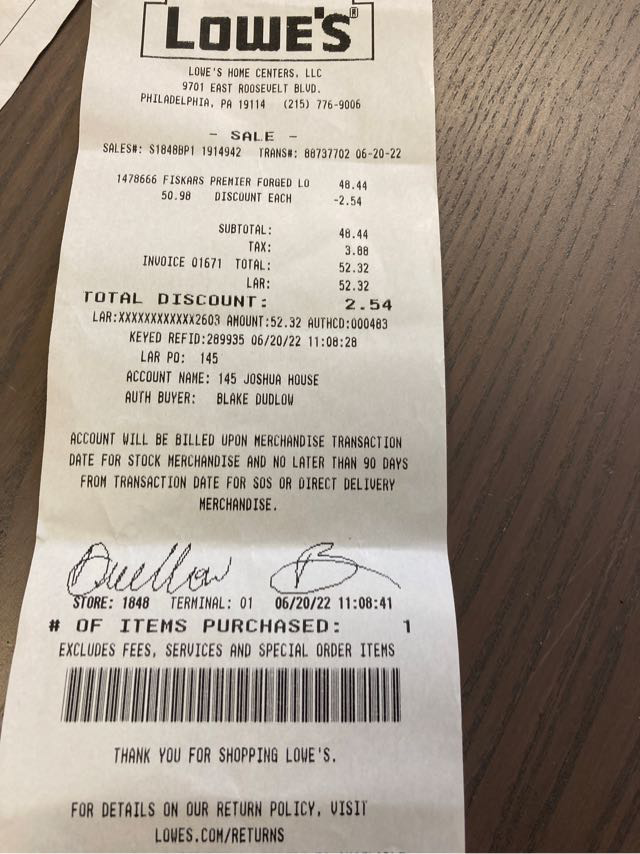 LOWE'S®
LOWE'S HOME CENTERS, LLC
9701 EAST ROOSEVELT BLVD.
PHILADELPHIA, PA 19114 (215) 776-9006
- SALE -
SALES#: S1848BP1 1914942 TRANS#: 88737702 06-20-22
1478666 FISKARS PREMIER FORGED LO 48.44
50.98 DISCOUNT EACH -2.54
SUBTOTAL: 48.44
TAX: 3.88
INVOICE 01671 TOTAL: 52.32
LAR: 52.32
TOTAL DISCOUNT: 2.54
LAR:XXXXXXXXXXXX2603 AMOUNT:52.32 AUTHCD:000483
KEYED REFID:289935 06/20/22 11:08:28
LAR PO: 145
ACCOUNT NAME: 145 JOSHUA HOUSE
AUTH BUYER: BLAKE DUDLOW
ACCOUNT WILL BE BILLED UPON MERCHANDISE TRANSACTION
DATE FOR STOCK MERCHANDISE AND NO LATER THAN 90 DAYS
FROM TRANSACTION DATE FOR SOS OR DIRECT DELIVERY
MERCHANDISE.
STORE: 1848 TERMINAL: 01 06/20/22 11:08:41
# OF ITEMS PURCHASED: 1
EXCLUDES FEES, SERVICES AND SPECIAL ORDER ITEMS
THANK YOU FOR SHOPPING LOWE'S.
FOR DETAILS ON OUR RETURN POLICY, VISIT
LOWES.COM/RETURNS